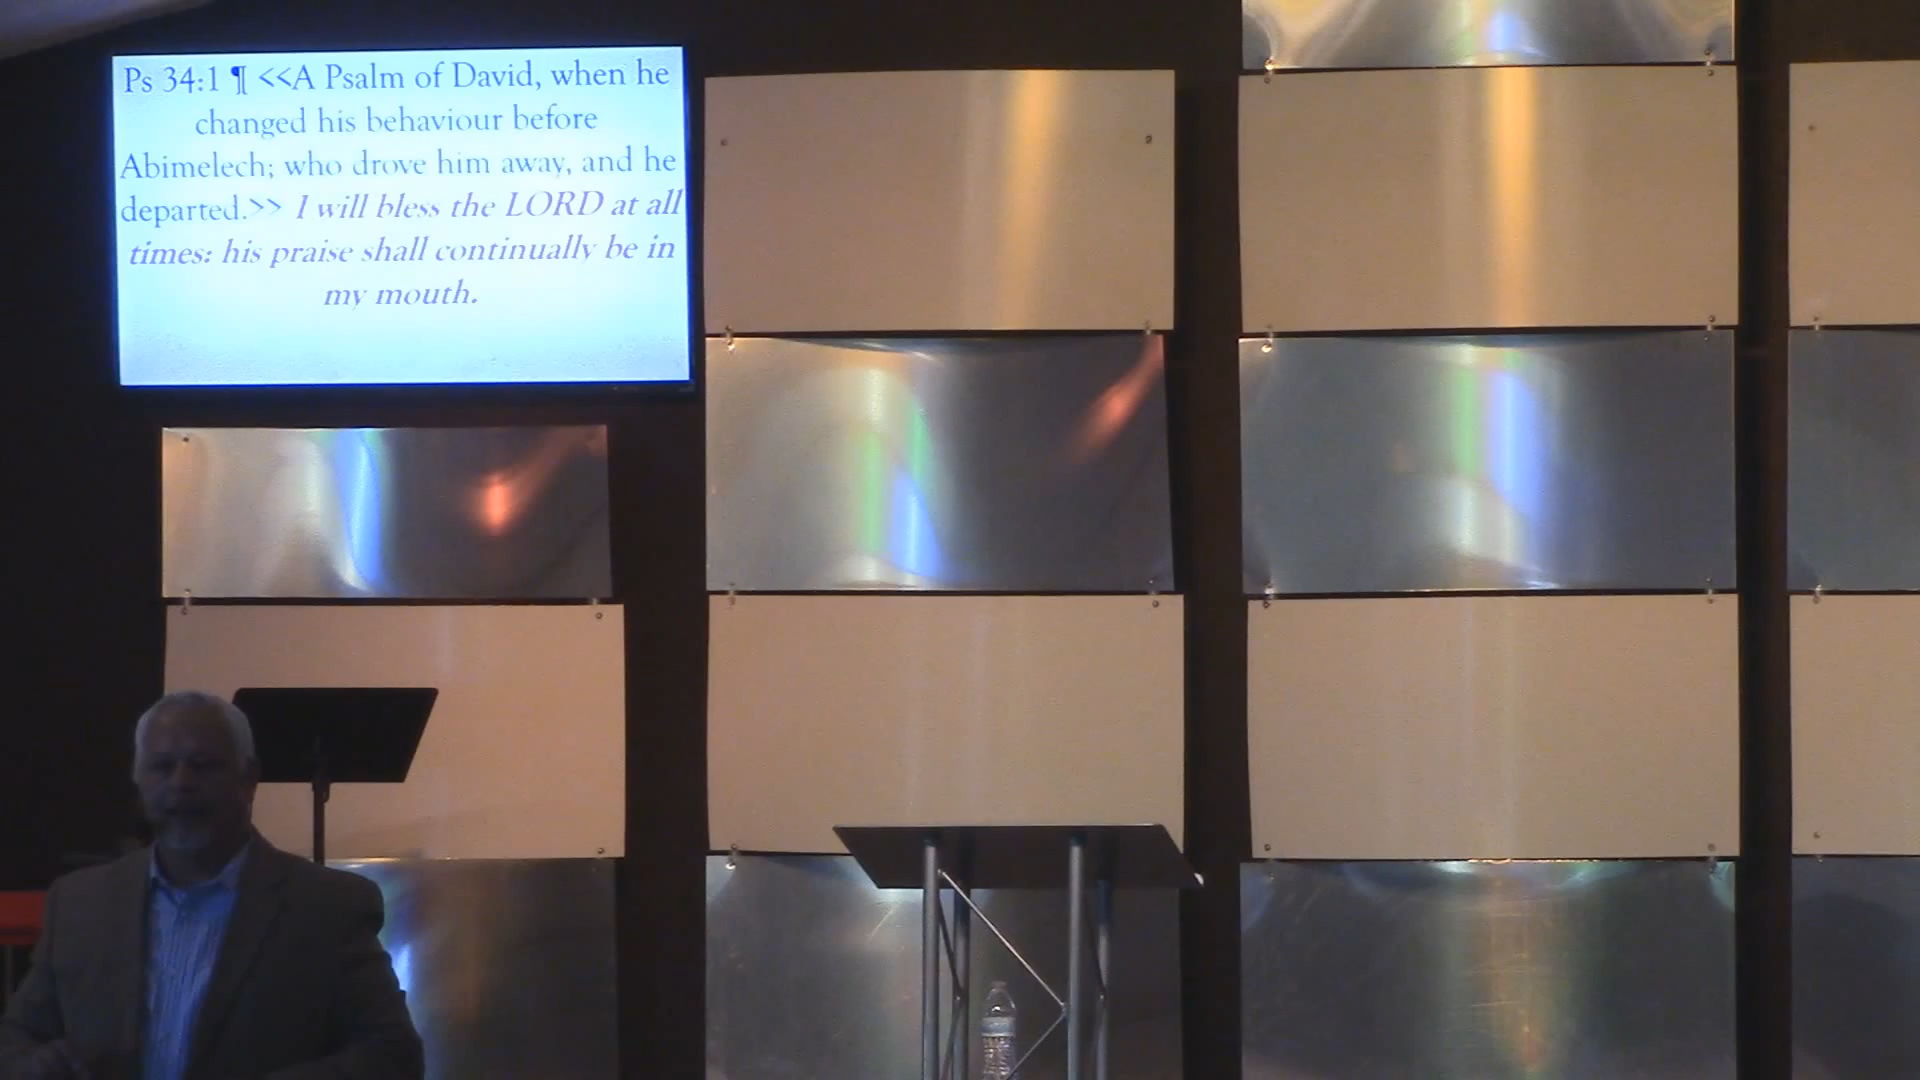 Ps 34:1 ¶ <<A Psalm of David, when he
changed his behaviour before
Abimelech; who drove him away, and he
departed.>> I will bless the LORD at all
times: his praise shall continually be in
my mouth.